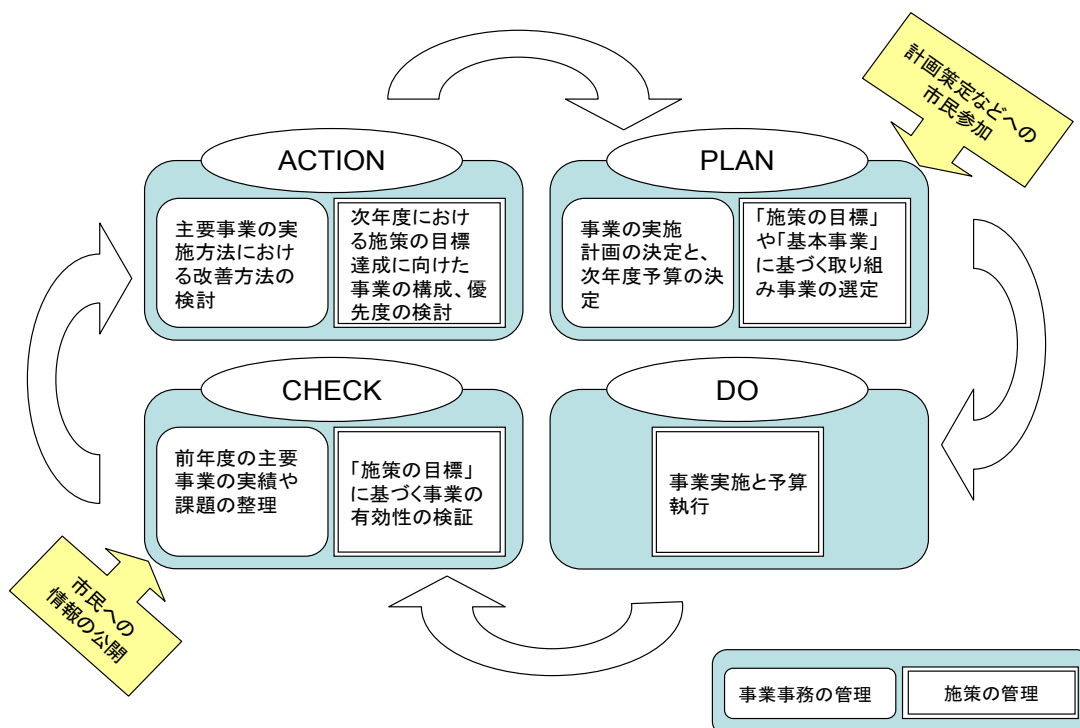 計画策定などへの
市民参加
ACTION
主要事業の実
施方法におけ
る改善方法の
検討
次年度におけ
る施策の目標
達成に向けた
事業の構成、優
先度の検討
PLAN
事業の実施
計画の決定と、
次年度予算の決
定
「施策の目標」
や「基本事業」
に基づく取り組
み事業の選定
CHECK
前年度の主要
事業の実績や
課題の整理
「施策の目標」
に基づく事業の
有効性の検証
DO
事業実施と予算
執行
市民への
情報の公開
事業事務の管理
施策の管理